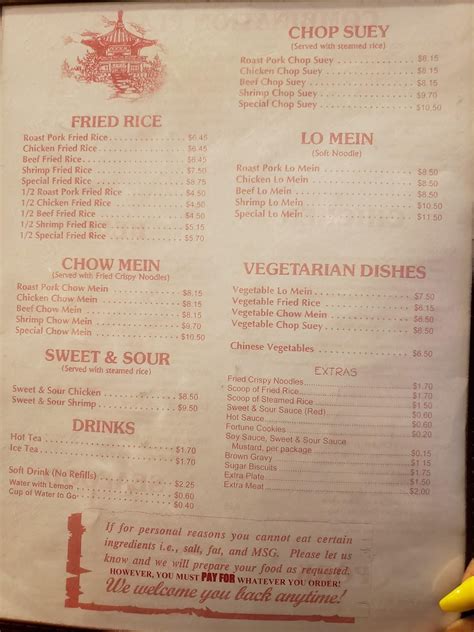 FRIED RICE
Roast Pork Fried Rice $6.45
Chicken Fried Rice $6.45
Beef Fried Rice $6.45
Shrimp Fried Rice $7.50
Special Fried Rice $8.75
1/2 Roast Pork Fried Rice $4.50
1/2 Chicken Fried Rice $4.50
1/2 Beef Fried Rice $4.50
1/2 Shrimp Fried Rice $5.15
1/2 Special Fried Rice $5.70
CHOW MEIN
(Served with Fried Crispy Noodles)
Roast Pork Chow Mein $8.15
Chicken Chow Mein $8.15
Beef Chow Mein $8.15
Shrimp Chow Mein $9.70
Special Chow Mein $10.50
SWEET & SOUR
(Served with steamed rice)
Sweet & Sour Chicken $8.50
Sweet & Sour Shrimp $9.50
DRINKS
Hot Tea $1.70
Ice Tea $1.70
Soft Drink (No Refills) $2.25
Water with Lemon $0.60
Cup of Water to Go $0.40
CHOP SUEY
(Served with steamed rice)
Roast Pork Chop Suey $8.15
Chicken Chop Suey $8.15
Beef Chop Suey $8.15
Shrimp Chop Suey $9.75
Special Chop Suey $10.50
LO MEIN
(Soft Noodle)
Roast Pork Lo Mein $8.50
Chicken Lo Mein $8.50
Beef Lo Mein $8.50
Shrimp Lo Mein $10.50
Special Lo Mein $11.50
VEGETARIAN DISHES
Vegetable Lo Mein $7.50
Vegetable Fried Rice $6.50
Vegetable Chow Mein $6.50
Vegetable Chop Suey $6.50
Chinese Vegetables $6.50
EXTRAS
Fried Crispy Noodles $1.70
Scoop of Fried Rice $1.70
Scoop of Steamed Rice $1.70
Sweet & Sour Sauce (Red) $0.60
Hot Sauce $0.20
Fortune Cookies $0.20
Soy Sauce, Sweet & Sour Sauce
Mustard, per package $0.15
Brown Gravy $1.15
Sugar Biscuits $1.75
Extra Plate $1.70
Extra Meat $2.00
If for personal reasons you cannot eat certain
ingredients i.e., salt, fat, and MSG. Please let us
know and we will prepare your food as requested.
HOWEVER, YOU MUST PAY FOR WHATEVER YOU ORDER!
We welcome you back anytime!